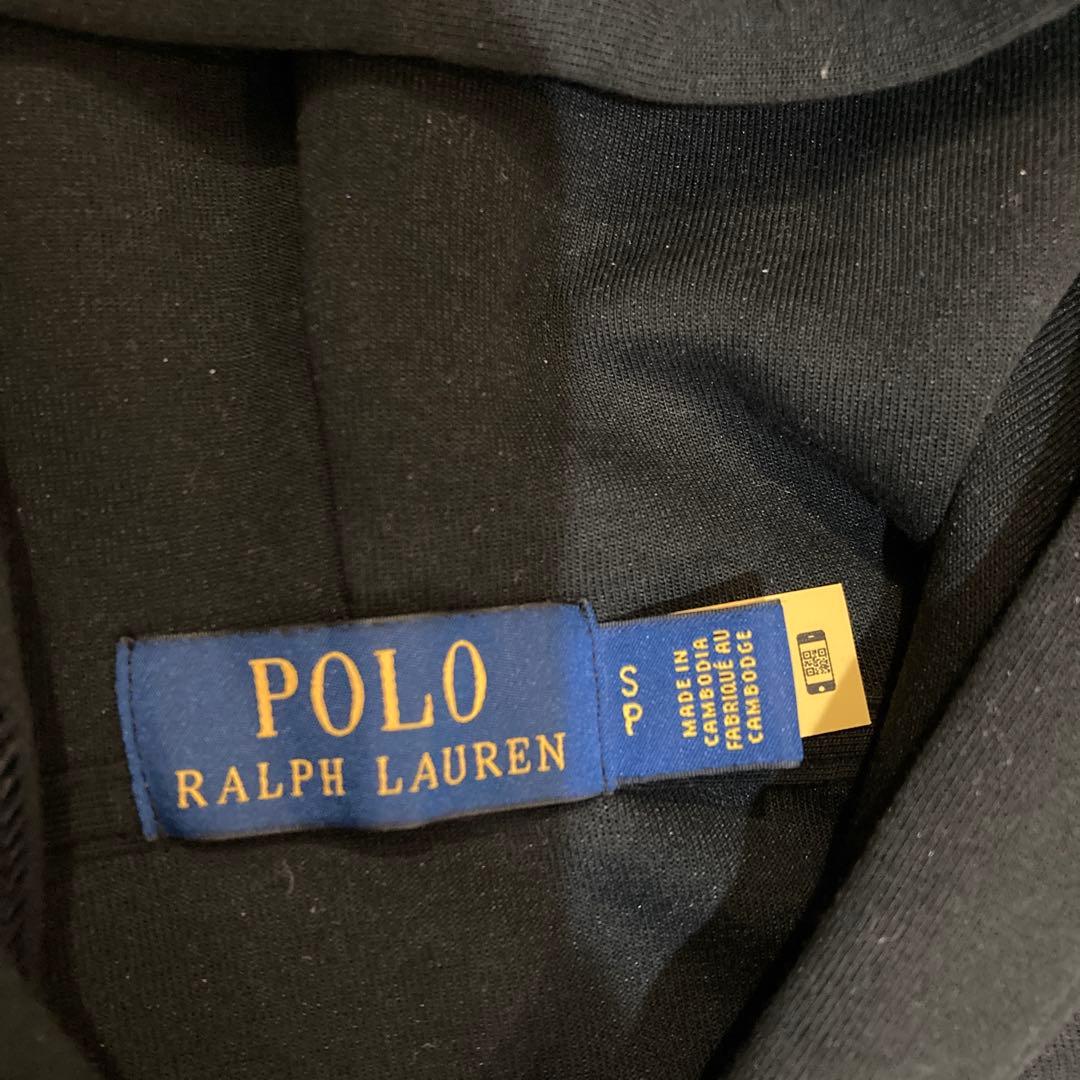 POLO
RALPH LAUREN
S
P
MADE IN
CAMBODIA
FABRIQUÉ AU
CAMBODGE